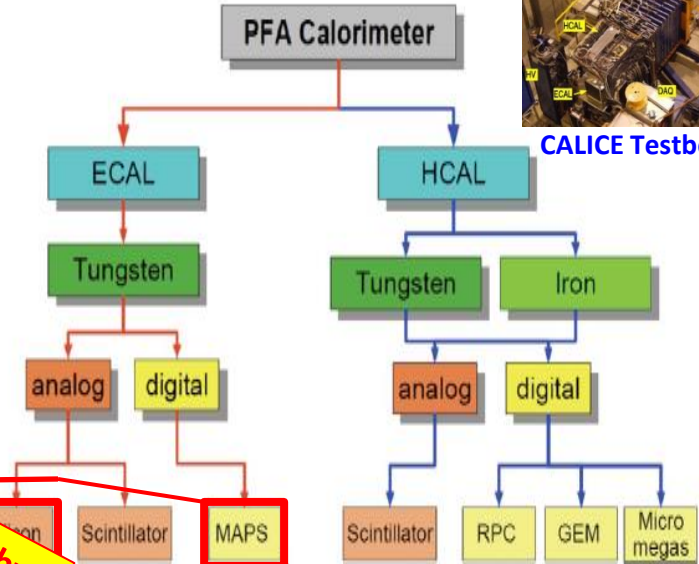 PFA Calorimeter
HCAL
HV
ECAL
DAQ
CALICE Testb
ECAL
HCAL
Tungsten
Tungsten
Iron
analog
digital
analog
digital
Scintillator
MAPS
Scintillator
RPC
GEM
Micro
megas